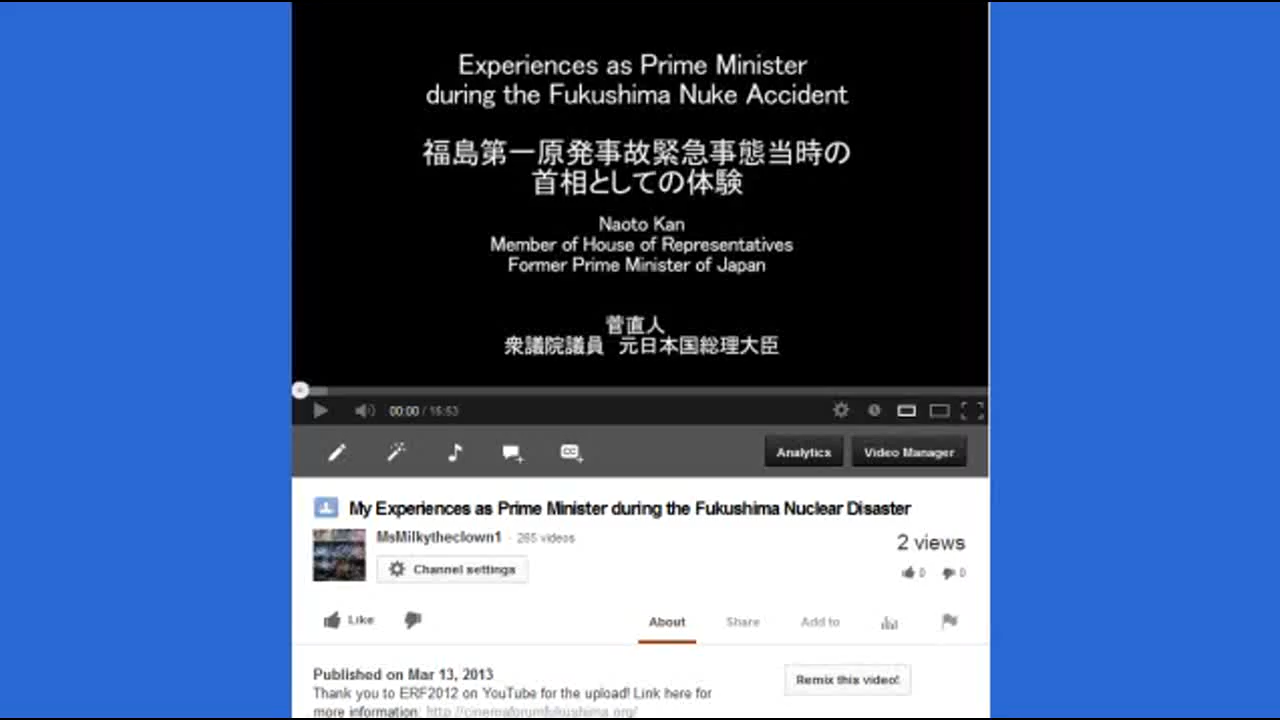 Experiences as Prime Minister
during the Fukushima Nuke Accident
福島第一原発事故緊急事態当時の
首相としての体験
Naoto Kan
Member of House of Representatives
Former Prime Minister of Japan
菅直人
衆議院議員 元日本国総理大臣
00:00 / 15:53
Analytics
Video Manager
My Experiences as Prime Minister during the Fukushima Nuclear Disaster
MsMilkytheclown1 · 265 videos
2 views
Channel settings
0 0
Like
About
Share
Add to
Published on Mar 13, 2013
Remix this video!
Thank you to ERF2012 on YouTube for the upload! Link here for
more information: http://cinemaforumfukushima.org/